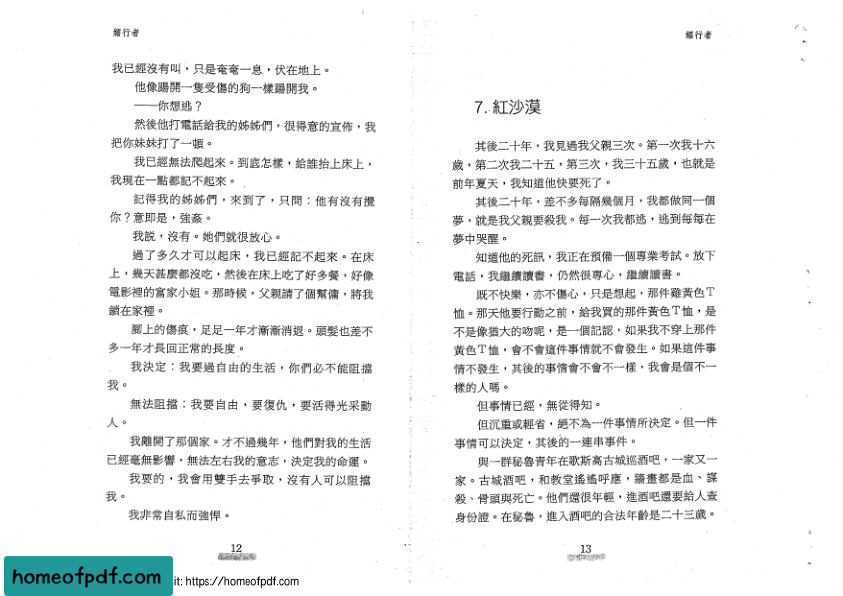 媚行者
我已經沒有叫，只是奄奄一息，伏在地上。
他像踢開一隻受傷的狗一樣踢開我。
——你想逃？
然後他打電話給我的姊姊們，很得意的宣佈，我
把你妹妹打了一頓。
我已經無法爬起來。到底怎樣，給誰抬上床上，
我現在一點都記不起來。
記得我的姊姊們，來到了，只問：他有沒有攪
你？意即是，強姦。
我說，沒有。她們就很放心。
過了多久才可以起床，我已經記不起來。在床
上，幾天甚麼都沒吃，然後在床上吃了好多餐，好像
電影裡的富家小姐。那時候，父親請了個幫傭，將我
鎖在家裡。
腳上的傷痕，足足一年才漸漸消退。頭髮也差不
多一年才長回正常的長度。
我決定：我要過自由的生活，你們必不能阻擋
我。
無法阻擋：我要自由，要復仇，要活得光采動
人。
我離開了那個家。才不過幾年，他們對我的生活
已經毫無影響，無法左右我的意志，決定我的命運。
我要的，我會用雙手去爭取，沒有人可以阻擋
我。
我非常自私而強悍。
12
媚行者
7. 紅沙漠
其後二十年，我見過我父親三次。第一次我十六
歲，第二次我二十五，第三次，我三十五歲，也就是
前年夏天，我知道他快要死了。
其後二十年，差不多每隔幾個月，我都做同一個
夢，就是我父親要殺我。每一次我都逃，逃到每每在
夢中哭醒。
知道他的死訊，我正在預備一個專業考試。放下
電話，我繼續讀書，仍然很專心，繼續讀書。
既不快樂，亦不傷心，只是想起，那件雞黃色T
恤。那天他要行動之前，給我買的那件黃色T恤，是
不是像猶大的吻呢，是一個記認，如果我不穿上那件
黃色T恤，會不會這件事情就不會發生。如果這件事
情不發生，其後的事情會不會不一樣，我會是個不一
樣的人嗎。
但事情已經，無從得知。
但沉重或輕省，絕不為一件事情所決定。但一件
事情可以決定，其後的一連串事件。
與一群秘魯青年在歌斯高古城巡酒吧，一家又一
家。古城酒吧，和教堂遙遙呼應，牆畫都是血、謀
殺、骨頭與死亡。他們還很年輕，進酒吧還要給人查
身份證。在秘魯，進入酒吧的合法年齡是二十三歲。
13
homeofpdf.com
it: https://homeofpdf.com